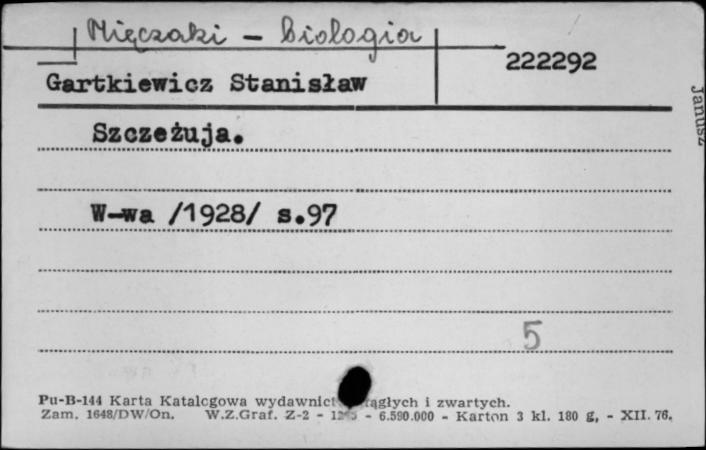 Mięczaki - biologia
222292
Gartkiewicz Stanisław
Szczeżuja.
W-wa /1928/ s.97
5
Pu-B-144 Karta Katalogowa wydawnict i zwartych.
Zam. 1648/DW/On. W.Z.Graf. Z-2 - - 6.590.000 - Karton 3 kl. 180 g, - XII. 76.
Janusz